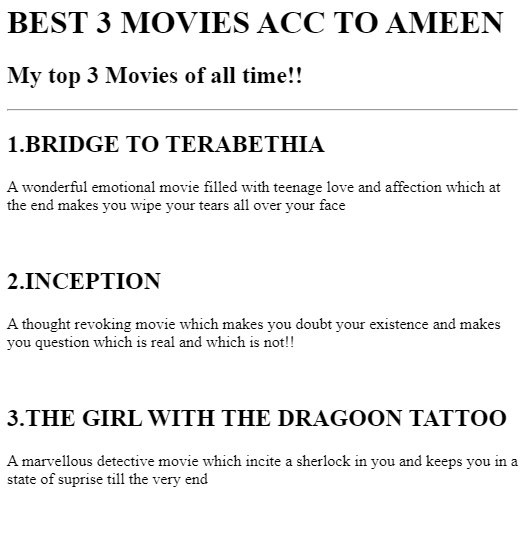 BEST 3 MOVIES ACC TO AMEEN
My top 3 Movies of all time!!
1.BRIDGE TO TERABETHIA
A wonderful emotional movie filled with teenage love and affection which at
the end makes you wipe your tears all over your face
2.INCEPTION
A thought revoking movie which makes you doubt your existence and makes
you question which is real and which is not!!
3.THE GIRL WITH THE DRAGOON TATTOO
A marvellous detective movie which incite a sherlock in you and keeps you in a
state of suprise till the very end